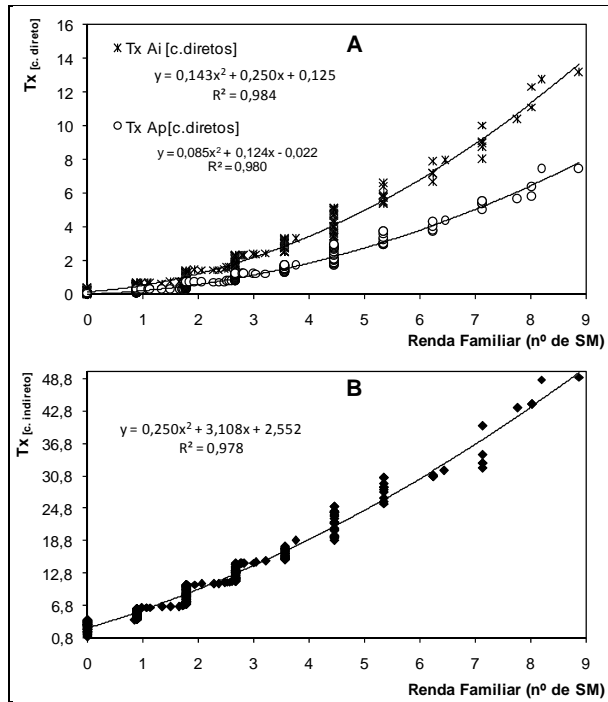 A
Tx [c. direto]
16
14
12
10
8
6
4
2
0
Tx Ai [c.diretos]
y = 0,143x² + 0,250x + 0,125
R² = 0,984
Tx Ap[c.diretos]
y = 0,085x² + 0,124x - 0,022
R² = 0,980
0 1 2 3 4 5 6 7 8 9
Renda Familiar (nº de SM)
B
Tx [c. indireto]
48,8
42,8
36,8
30,8
24,8
18,8
12,8
6,8
0,8
y = 0,250x² + 3,108x + 2,552
R² = 0,978
0 1 2 3 4 5 6 7 8 9
Renda Familiar (nº de SM)